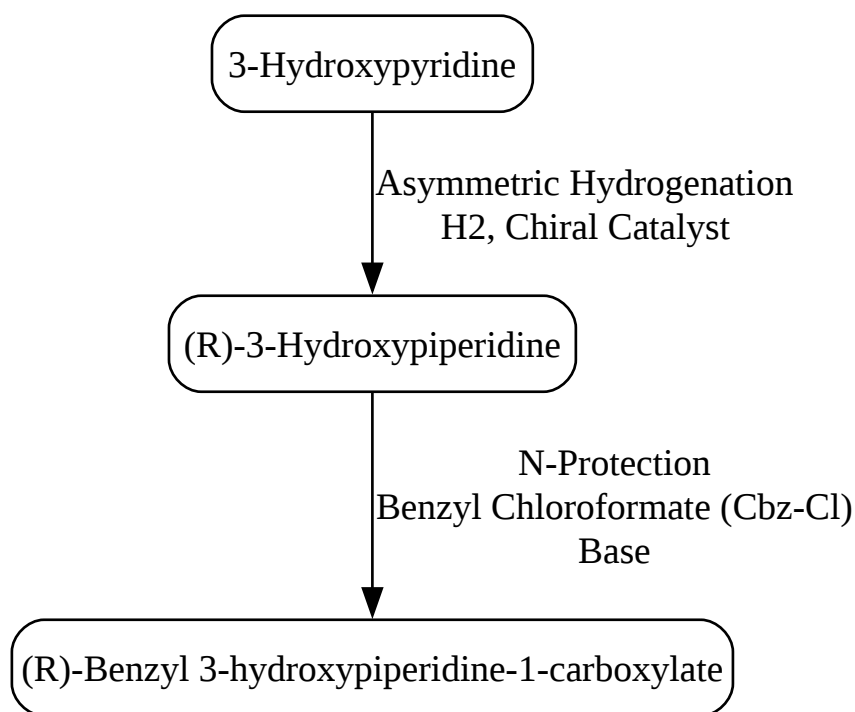 3-Hydroxypyridine
Asymmetric Hydrogenation
H2, Chiral Catalyst
(R)-3-Hydroxypiperidine
N-Protection
Benzyl Chloroformate (Cbz-Cl)
Base
(R)-Benzyl 3-hydroxypiperidine-1-carboxylate